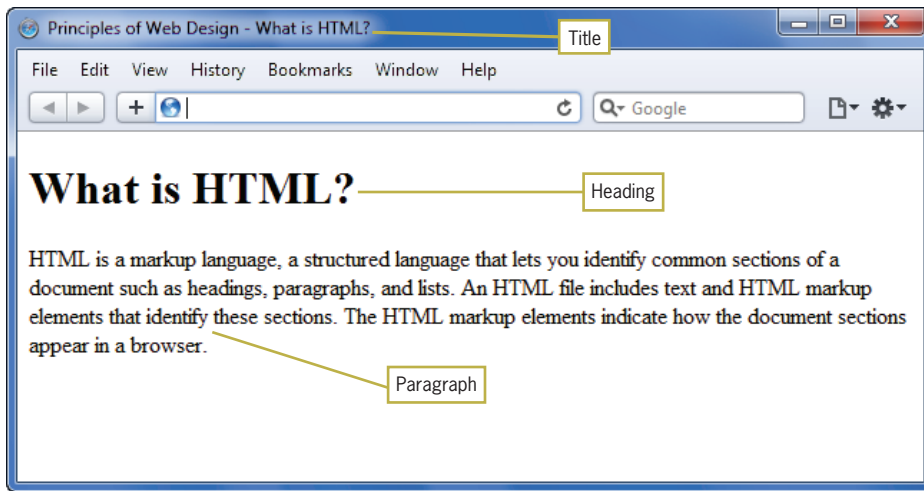 Principles of Web Design - What is HTML?
Title
File Edit View History Bookmarks Window Help
Google
What is HTML?
Heading
HTML is a markup language, a structured language that lets you identify common sections of a
document such as headings, paragraphs, and lists. An HTML file includes text and HTML markup
elements that identify these sections. The HTML markup elements indicate how the document sections
appear in a browser.
Paragraph